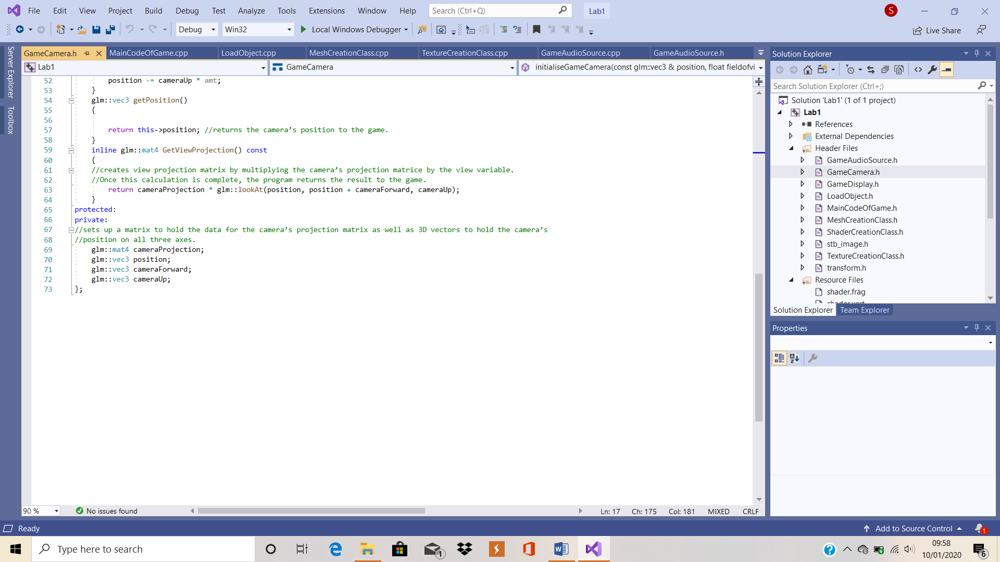 File Edit View Project Build Debug Test Analyze Tools Extensions Window Help Search (Ctrl+Q) Lab1 S
Debug Win32 Local Windows Debugger Live Share
Server Explorer
Toolbox
GameCamera.h MainCodeOfGame.cpp LoadObject.cpp MeshCreationClass.cpp TextureCreationClass.cpp GameAudioSource.cpp GameAudioSource.h
Lab1 GameCamera initialiseGameCamera(const glm::vec3 & position, float fieldofvi
52 position -= cameraUp * amt;
53 }
54 glm::vec3 getPosition()
55 {
56
57 return this->position; //returns the camera’s position to the game.
58 }
59 inline glm::mat4 GetViewProjection() const
60 {
61 //creates view projection matrix by multiplying the camera’s projection matrice by the view variable.
62 //Once this calculation is complete, the program returns the result to the game.
63 return cameraProjection * glm::lookAt(position, position + cameraForward, cameraUp);
64 }
65 protected:
66 private:
67 //sets up a matrix to hold the data for the camera’s projection matrix as well as 3D vectors to hold the camera’s
68 //position on all three axes.
69 glm::mat4 cameraProjection;
70 glm::vec3 position;
71 glm::vec3 cameraForward;
72 glm::vec3 cameraUp;
73 };
90 % No issues found Ln: 17 Ch: 175 Col: 181 MIXED CRLF
Solution Explorer
Search Solution Explorer (Ctrl+;)
Solution 'Lab1' (1 of 1 project)
Lab1
References
External Dependencies
Header Files
GameAudioSource.h
GameCamera.h
GameDisplay.h
LoadObject.h
MainCodeOfGame.h
MeshCreationClass.h
ShaderCreationClass.h
stb_image.h
TextureCreationClass.h
transform.h
Resource Files
shader.frag
shader.vert
Solution Explorer Team Explorer
Properties
Ready Add to Source Control 1
Type here to search 1 09:58
10/01/2020 6